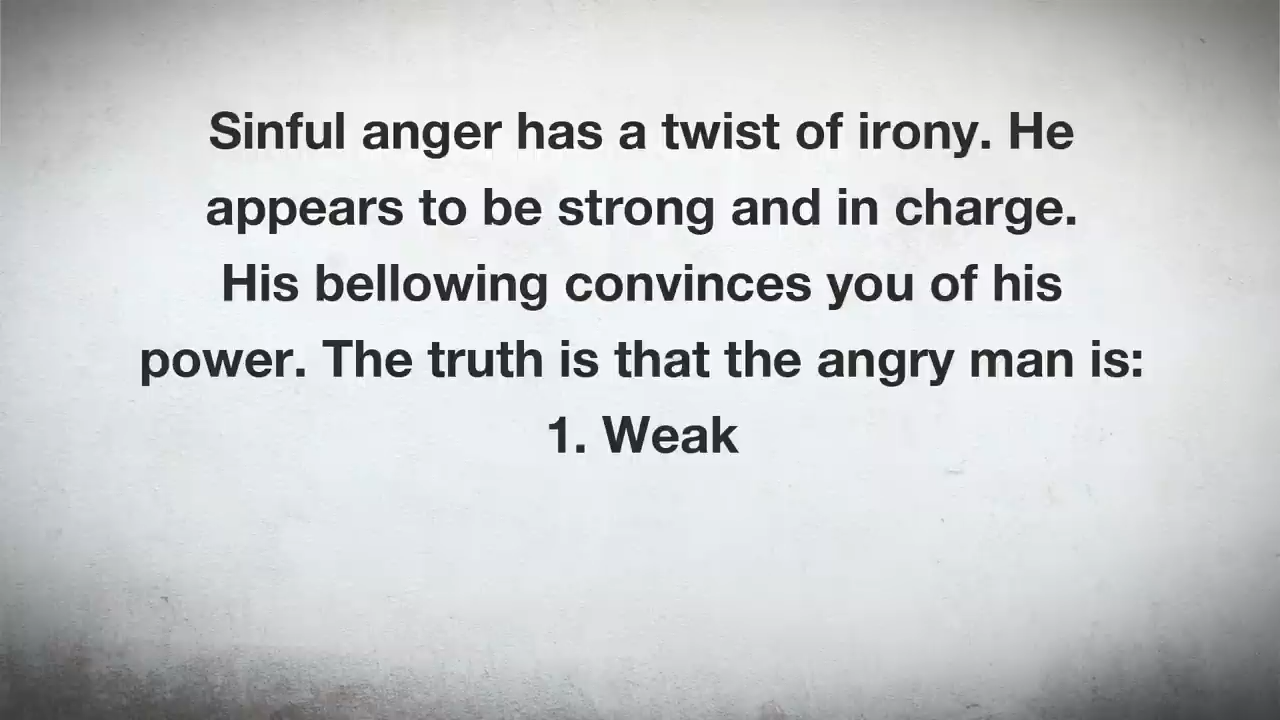 Sinful anger has a twist of irony. He
appears to be strong and in charge.
His bellowing convinces you of his
power. The truth is that the angry man is:
1. Weak